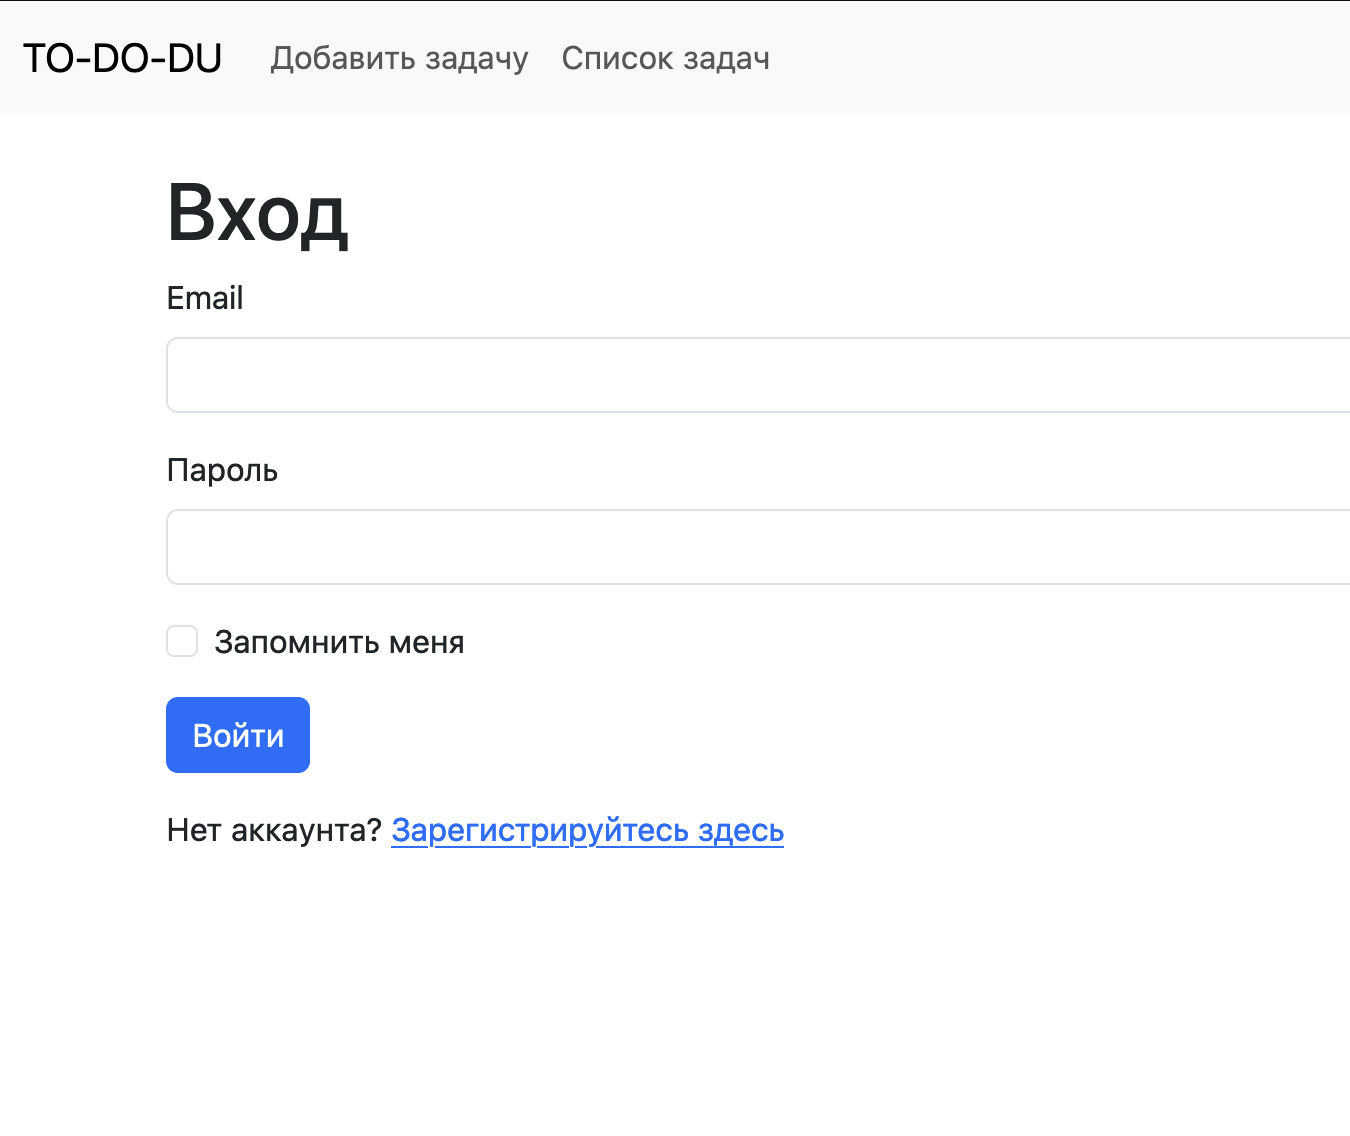 TO-DO-DU Добавить задачу Список задач
Вход
Email
Пароль
Запомнить меня
Войти
Нет аккаунта? Зарегистрируйтесь здесь